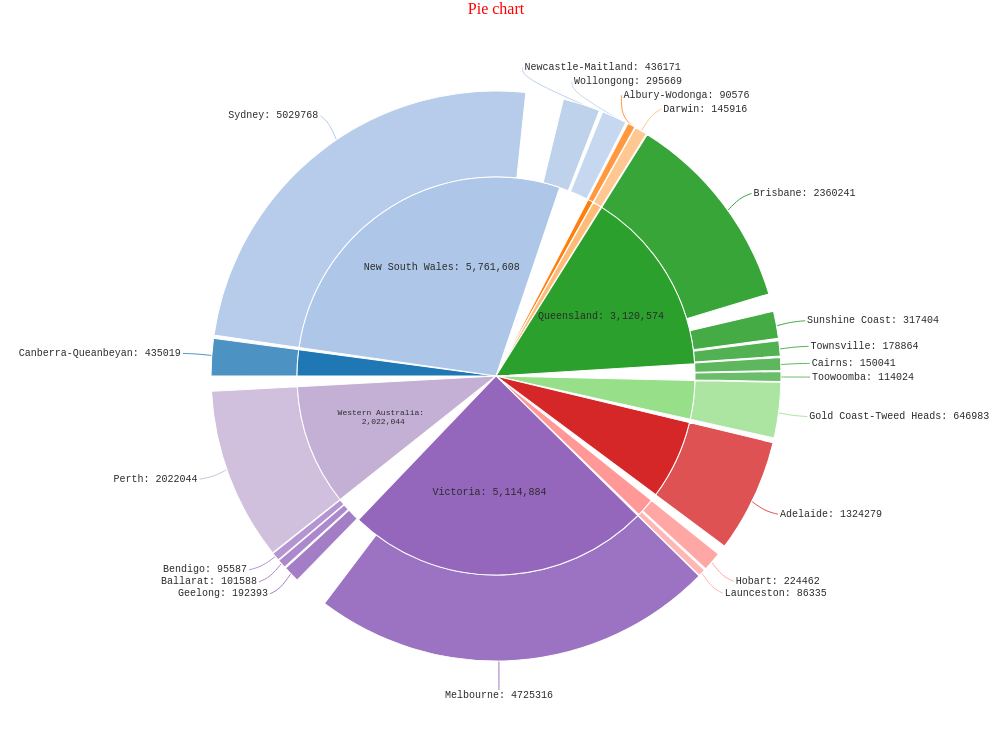 Pie chart
Newcastle-Maitland: 436171
Wollongong: 295669
Albury-Wodonga: 90576
Darwin: 145916
Sydney: 5029768
Brisbane: 2360241
New South Wales: 5,761,608
Queensland: 3,120,574
Sunshine Coast: 317404
Townsville: 178864
Canberra-Queanbeyan: 435019
Cairns: 150041
Toowoomba: 114024
Western Australia:
2,022,044
Gold Coast-Tweed Heads: 646983
Perth: 2022044
Victoria: 5,114,884
Adelaide: 1324279
Bendigo: 95587
Ballarat: 101588
Geelong: 192393
Hobart: 224462
Launceston: 86335
Melbourne: 4725316